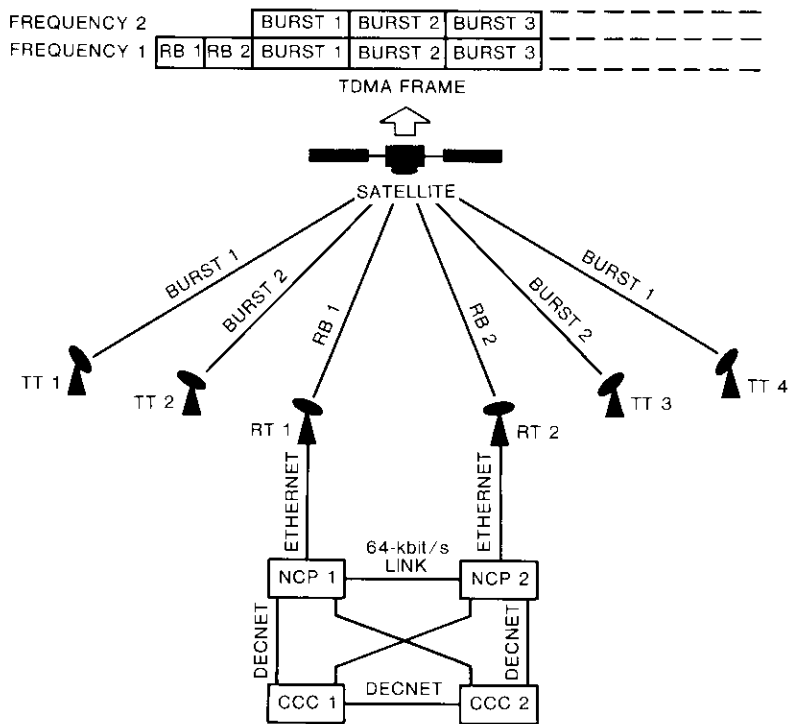 FREQUENCY 2 BURST 1 BURST 2 BURST 3
FREQUENCY 1 RB 1 RB 2 BURST 1 BURST 2 BURST 3
TDMA FRAME
SATELLITE
BURST 1
BURST 2
RB 1
RB 2
BURST 2
BURST 1
TT 1
TT 2
RT 1
RT 2
TT 3
TT 4
ETHERNET
ETHERNET
64-kbit/s
LINK
NCP 1
NCP 2
DECNET
DECNET
CCC 1
DECNET
CCC 2